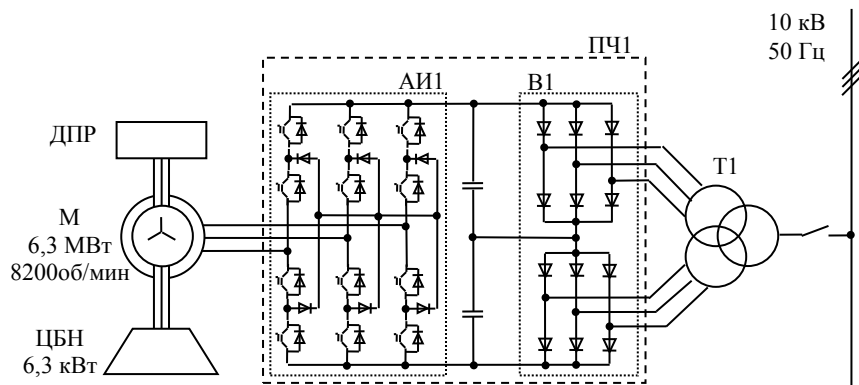 10 кВ
50 Гц
ПЧ1
АИ1
В1
ДПР
Т1
М
6,3 МВт
8200об/мин
ЦБН
6,3 кВт